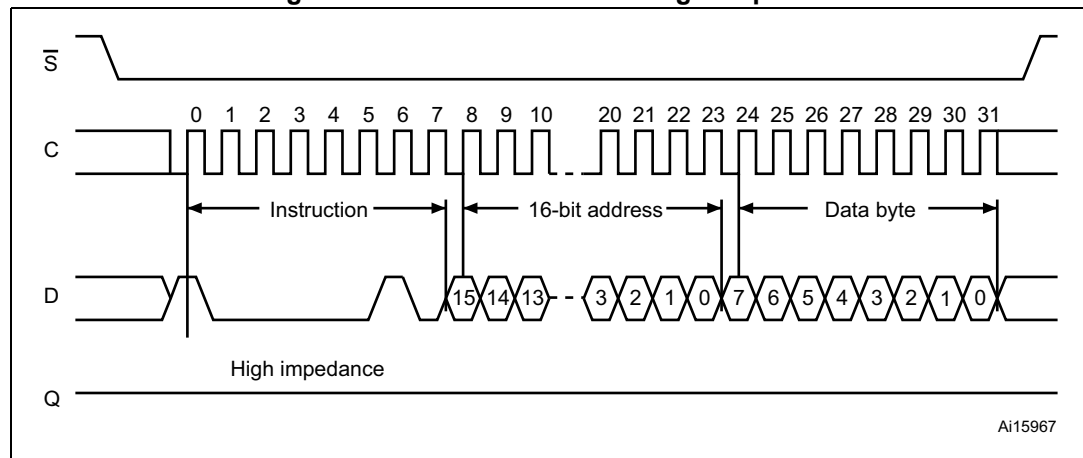 S
0 1 2 3 4 5 6 7 8 9 10 20 21 22 23 24 25 26 27 28 29 30 31
C
Instruction 16-bit address Data byte
D
15 14 13 3 2 1 0 7 6 5 4 3 2 1 0
High impedance
Q
Ai15967